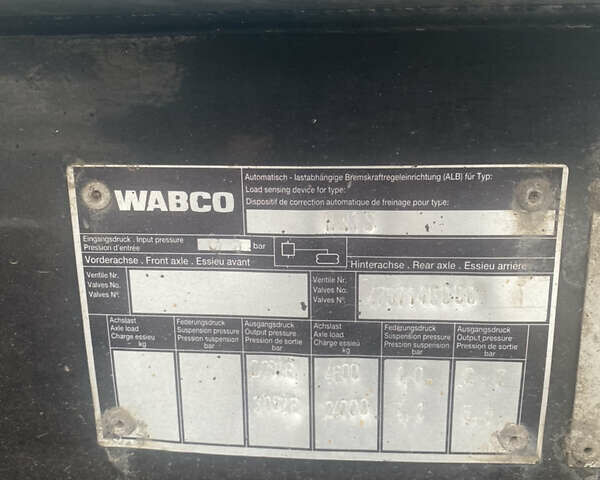 WABCO
Automatisch - lastabhängige Bremskraftregeleinrichtung (ALB) für Typ:
Load sensing device for type:
Dispositif de correction automatique de freinage pour type:
Eingangsdruck . Input pressure
Pression d'entrée
bar
Vorderachse . Front axle . Essieu avant
Hinterachse . Rear axle . Essieu arrière
Ventile Nr.
Valves No.
Valves Nº.
Ventile Nr.
Valves No.
Valves Nº.
Achslast
Axle load
Charge essieu
kg
Federungsdruck
Suspension pressure
Pression suspension
bar
Ausgangsdruck
Output pressure
Pression de sortie
bar
Achslast
Axle load
Charge essieu
kg
Federungsdruck
Suspension pressure
Pression suspension
bar
Ausgangsdruck
Output pressure
Pression de sortie
bar